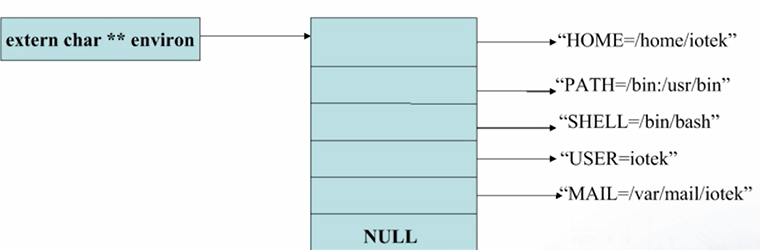 extern char ** environ
“HOME=/home/iotek”
“PATH=/bin:/usr/bin”
“SHELL=/bin/bash”
“USER=iotek”
“MAIL=/var/mail/iotek”
NULL